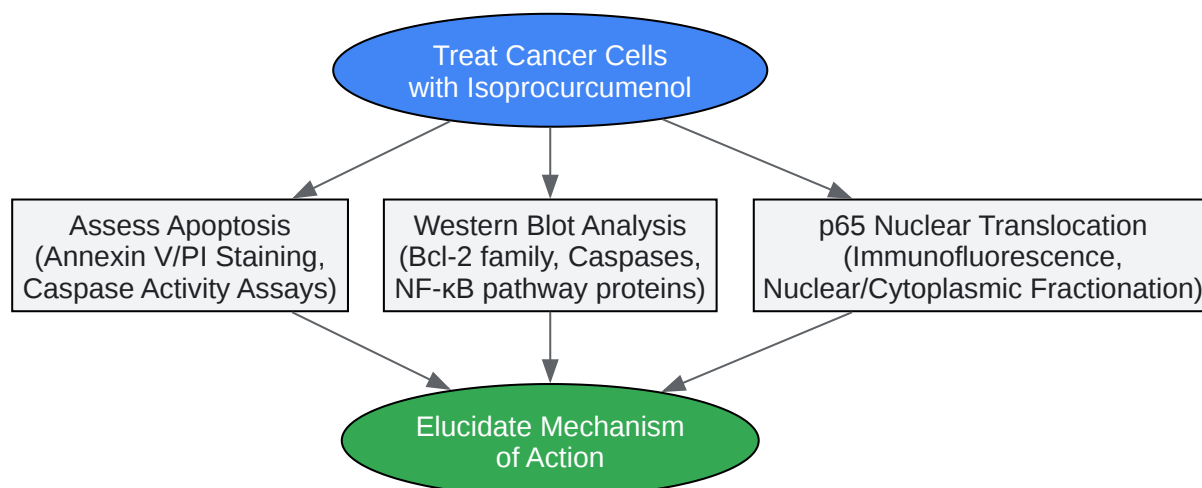 Treat Cancer Cells
with Isoprocurcumenol
Assess Apoptosis
(Annexin V/PI Staining,
Caspase Activity Assays)
Western Blot Analysis
(Bcl-2 family, Caspases,
NF-κB pathway proteins)
p65 Nuclear Translocation
(Immunofluorescence,
Nuclear/Cytoplasmic Fractionation)
Elucidate Mechanism
of Action